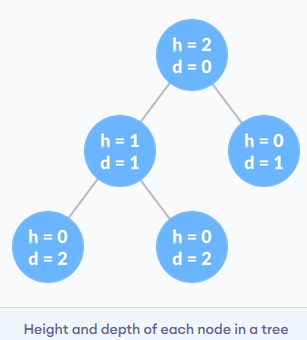 h = 2
d = 0
h = 1
d = 1
h = 0
d = 1
h = 0
d = 2
h = 0
d = 2
Height and depth of each node in a tree